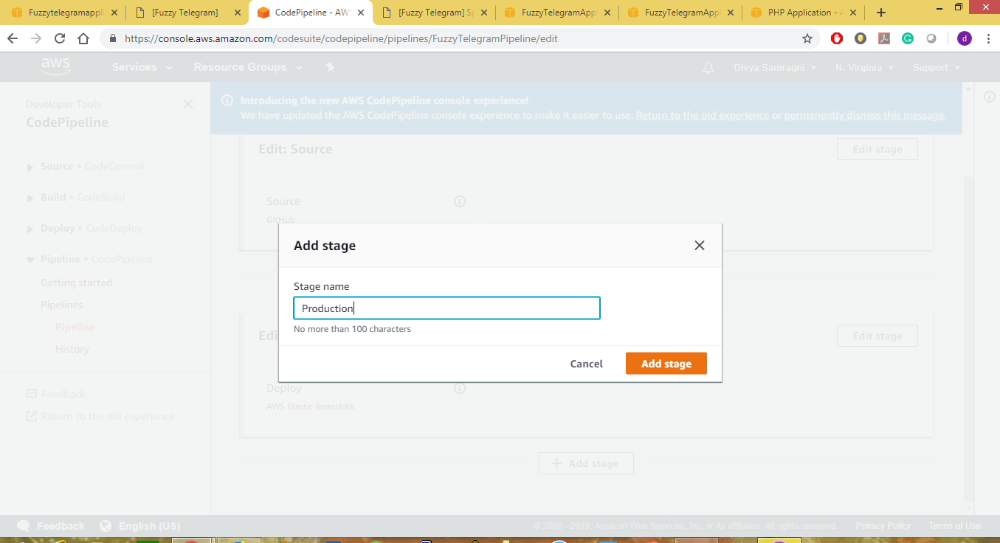 Fuzzytelegramappli
[Fuzzy Telegram]
CodePipeline - AWS
[Fuzzy Telegram] Sp
FuzzyTelegramAppl
FuzzyTelegramAppl
PHP Application - A
https://console.aws.amazon.com/codesuite/codepipeline/pipelines/FuzzyTelegramPipeline/edit
d
aws
Services
Resource Groups
Divya Samragni
N. Virginia
Support
Developer Tools
CodePipeline
Introducing the new AWS CodePipeline console experience!
We have updated the AWS CodePipeline console experience to make it easier to use. Return to the old experience or permanently dismiss this message.
Source • CodeCommit
Build • CodeBuild
Deploy • CodeDeploy
Pipeline • CodePipeline
Getting started
Pipelines
Pipeline
History
Feedback
Return to the old experience
Edit: Source
Edit stage
Source
GitHub
Add stage
Stage name
Production
No more than 100 characters
Cancel
Add stage
Edi
Edit stage
Deploy
AWS Elastic Beanstalk
Add stage
Feedback
English (US)
© 2008 - 2019, Amazon Web Services, Inc. or its affiliates. All rights reserved.
Privacy Policy
Terms of Use